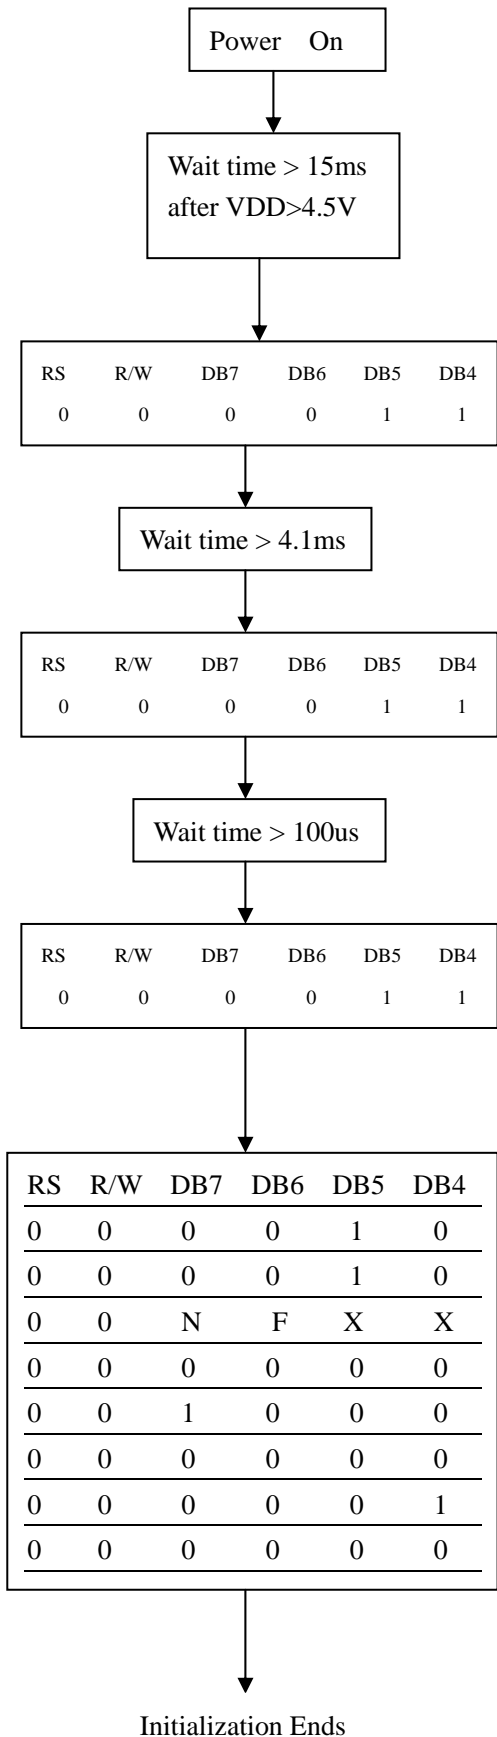 Power On
Wait time > 15ms
after VDD>4.5V
RS R/W DB7 DB6 DB5 DB4
0 0 0 0 1 1
Wait time > 4.1ms
RS R/W DB7 DB6 DB5 DB4
0 0 0 0 1 1
Wait time > 100us
RS R/W DB7 DB6 DB5 DB4
0 0 0 0 1 1
RS R/W DB7 DB6 DB5 DB4
0 0 0 0 1 0
0 0 0 0 1 0
0 0 N F X X
0 0 0 0 0 0
0 0 1 0 0 0
0 0 0 0 0 0
0 0 0 0 0 1
0 0 0 0 0 0
Initialization Ends